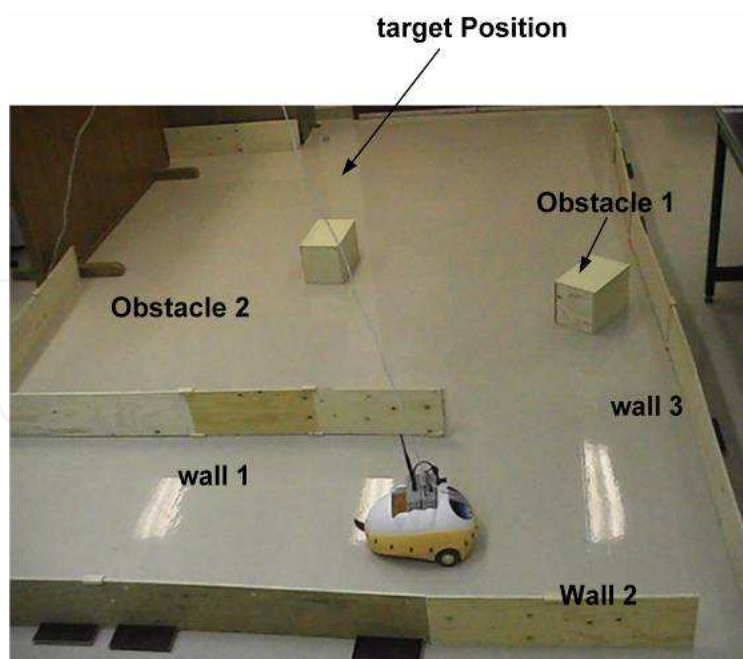 target Position
Obstacle 1
Obstacle 2
wall 3
wall 1
Wall 2